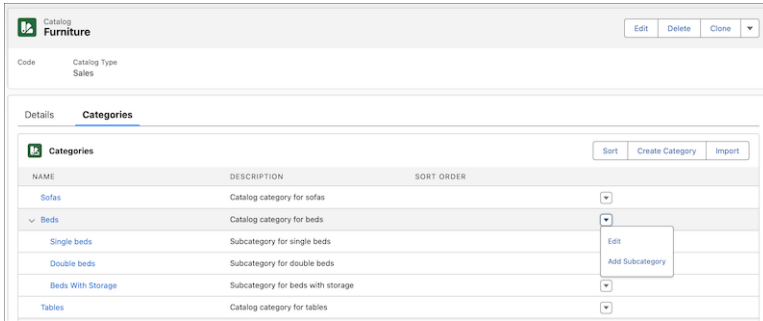 Catalog
Furniture
Edit Delete Clone
Code Catalog Type
Sales
Details Categories
Categories
Sort Create Category Import
NAME DESCRIPTION SORT ORDER
Sofas Catalog category for sofas
Beds Catalog category for beds
Single beds Subcategory for single beds
Edit
Double beds Subcategory for double beds
Add Subcategory
Beds With Storage Subcategory for beds with storage
Tables Catalog category for tables